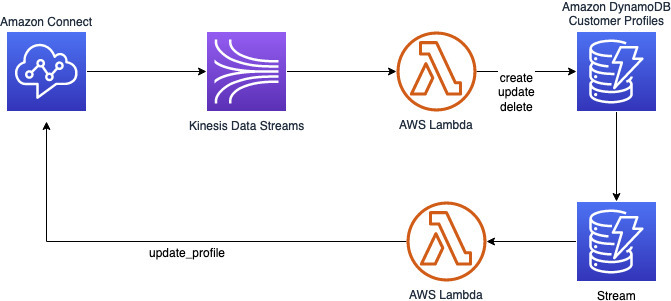 Amazon Connect
Amazon DynamoDB
Customer Profiles
Kinesis Data Streams
AWS Lambda
create
update
delete
update_profile
AWS Lambda
Stream